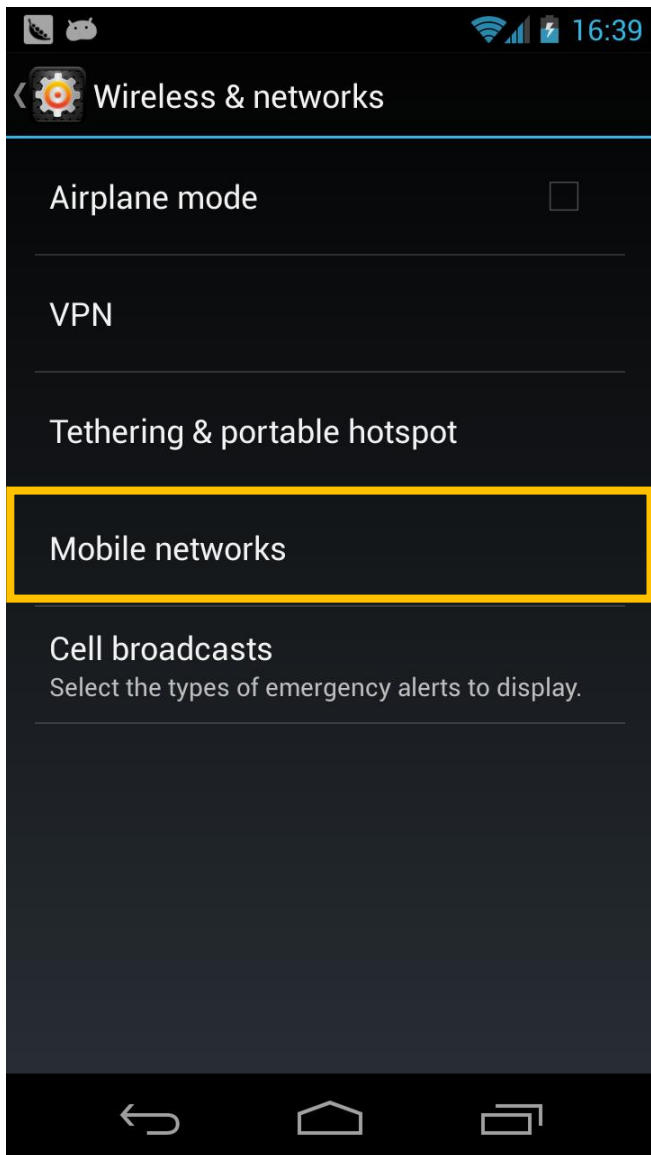 16:39
Wireless & networks
Airplane mode
VPN
Tethering & portable hotspot
Mobile networks
Cell broadcasts
Select the types of emergency alerts to display.